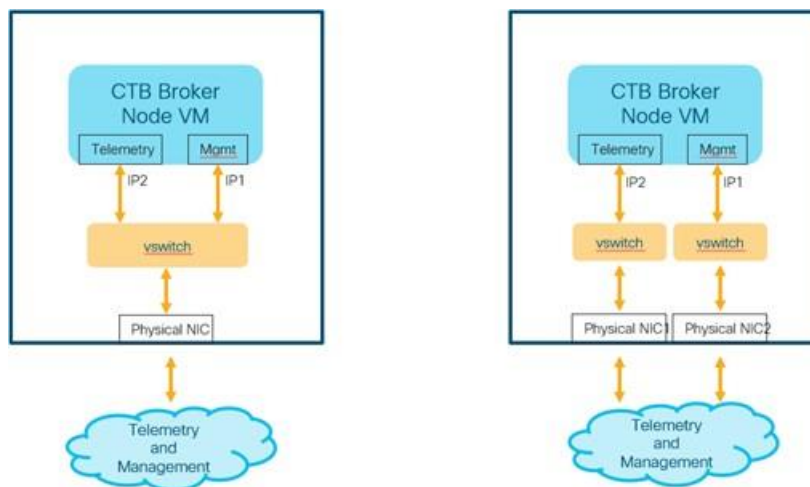 CTB Broker
Node VM
Telemetry
Mgmt
IP2
IP1
vswitch
Physical NIC
Telemetry
and
Management
CTB Broker
Node VM
Telemetry
Mgmt
IP2
IP1
vswitch
vswitch
Physical NIC1
Physical NIC2
Telemetry
and
Management